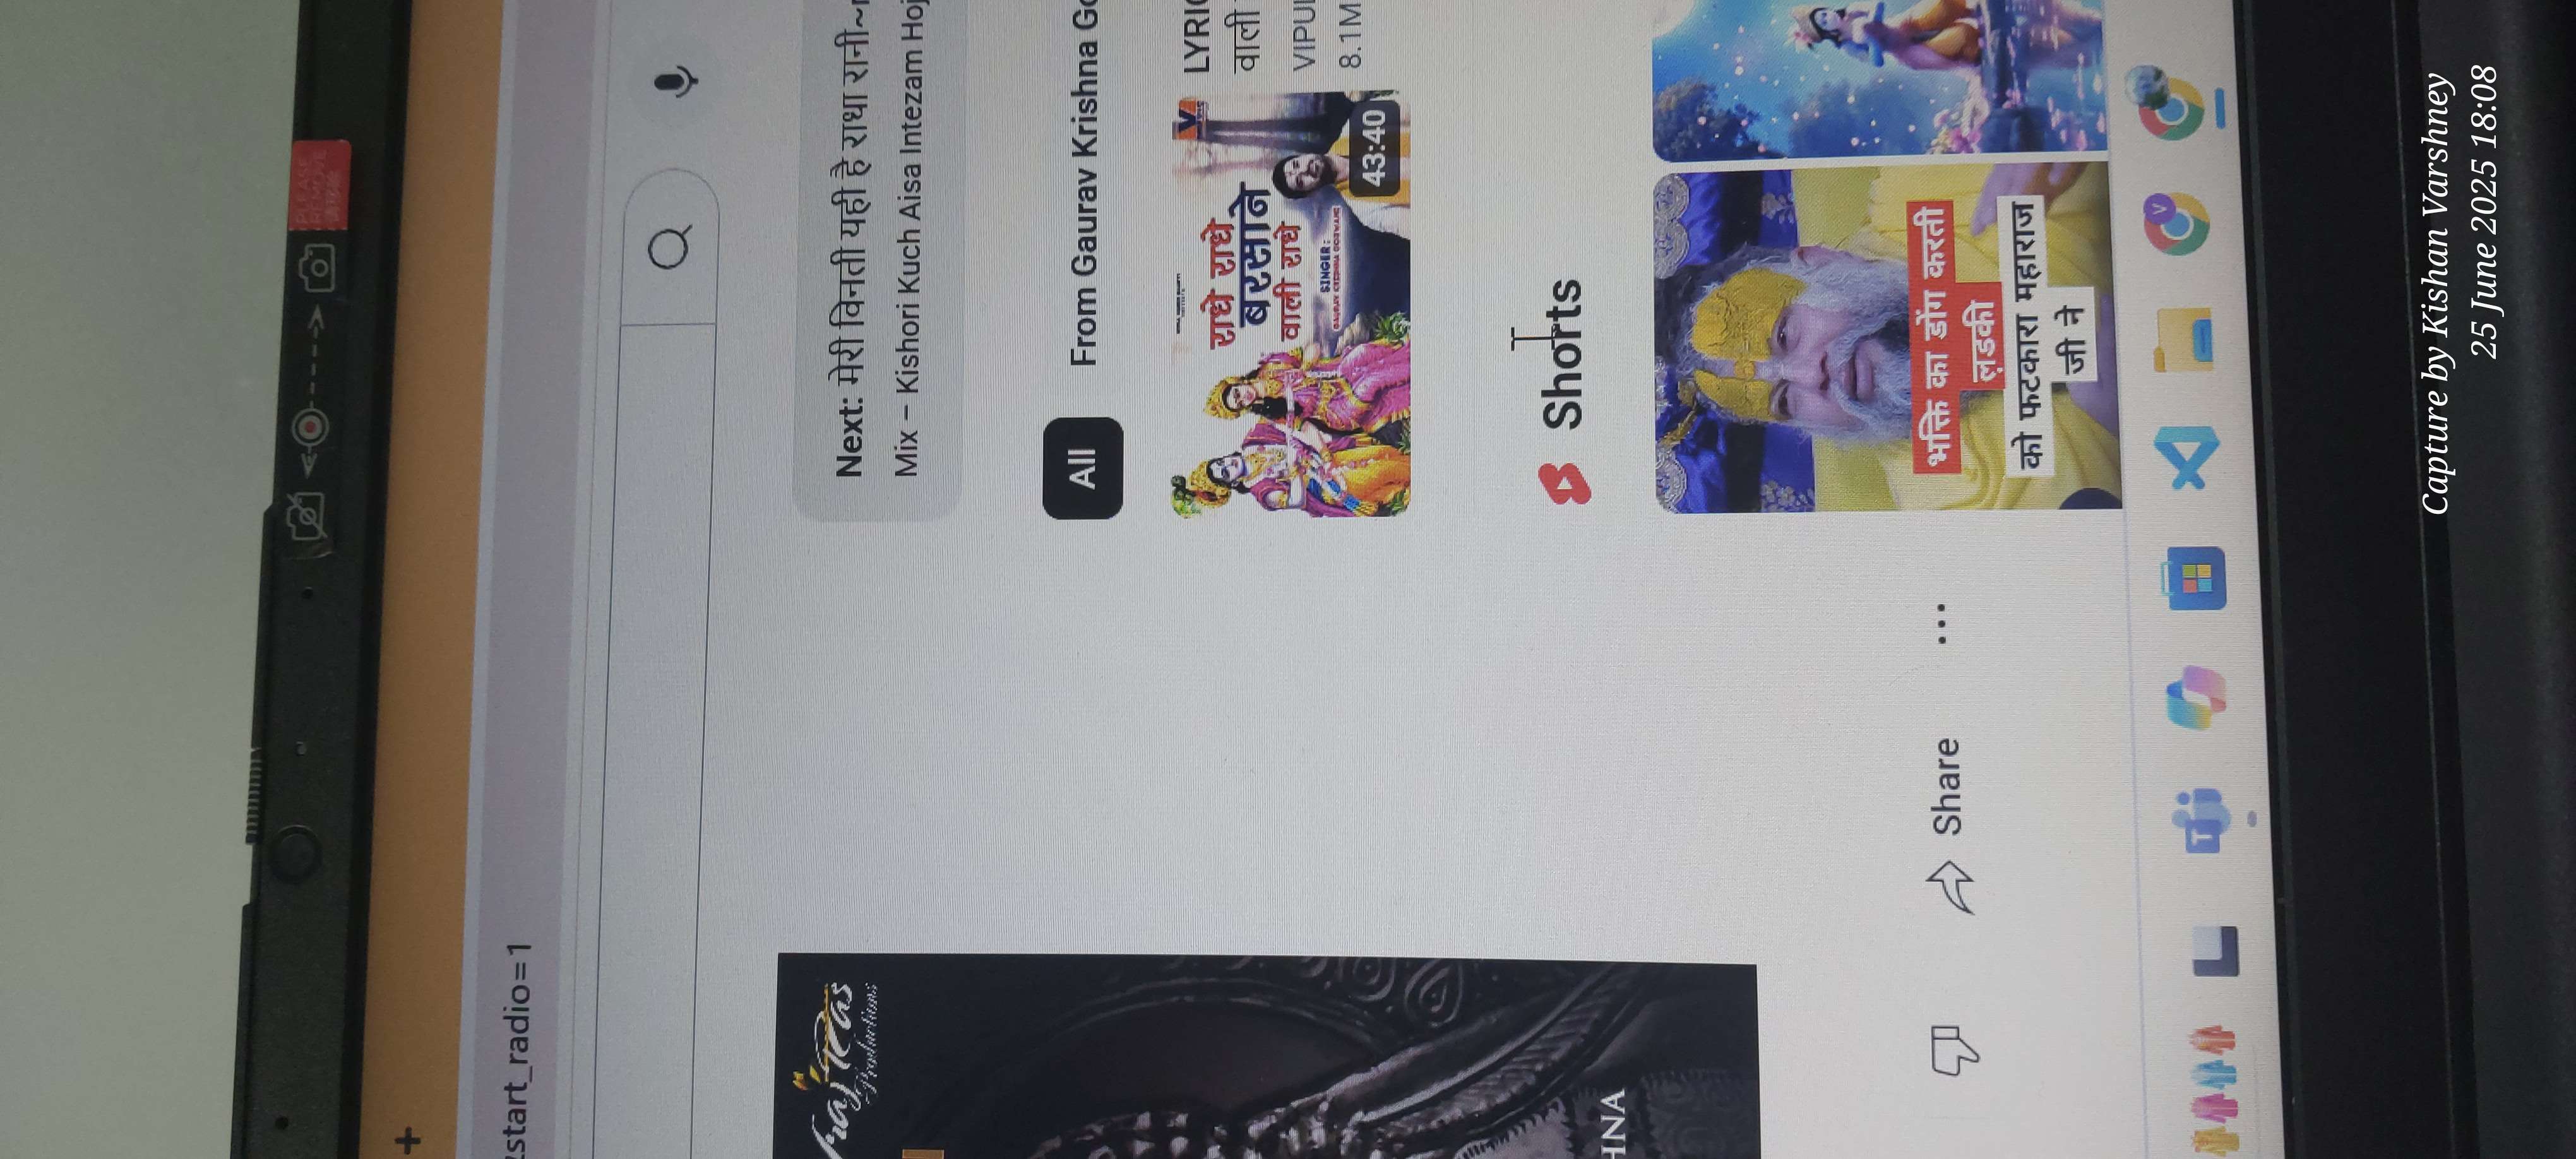 PLEASE
REMOVE
+
start_radio=1
Vraj Ras
Productions
Next: मेरी विनती यही है राधा रानी~
Mix – Kishori Kuch Aisa Intezam Hoj
All
From Gaurav Krishna Go
राधे राधे
बरसाने
वाली राधे
SINGER:
GAURAV KRISHNA GOSWAMI
43:40
LYRIC
वाली
VIPUL
8.1M
Shorts
HNA
भक्ति का डोंग करती
लड़की
को फटकारा महाराज
जी ने
Share
T
V
Capture by Kishan Varshney
25 June 2025 18:08